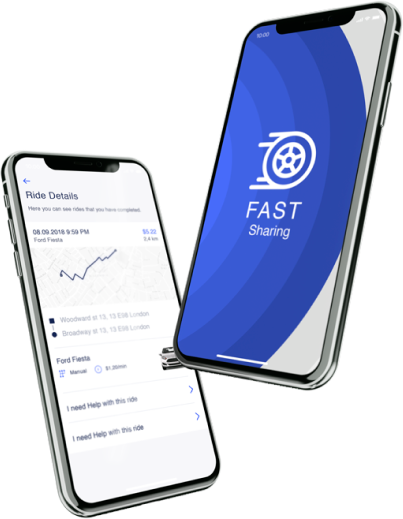 10:00
FAST
Sharing
Ride Details
Here you can see rides that you have completed.
08.09.2018 9:59 PM
$5.22
Ford Fiesta
2,4 km
Woodward st 13, 13 E08 London
Broadway st 13, 13 E08 London
Ford Fiesta
Manual
$1.20/min
I need Help with this ride
I need Help with this ride